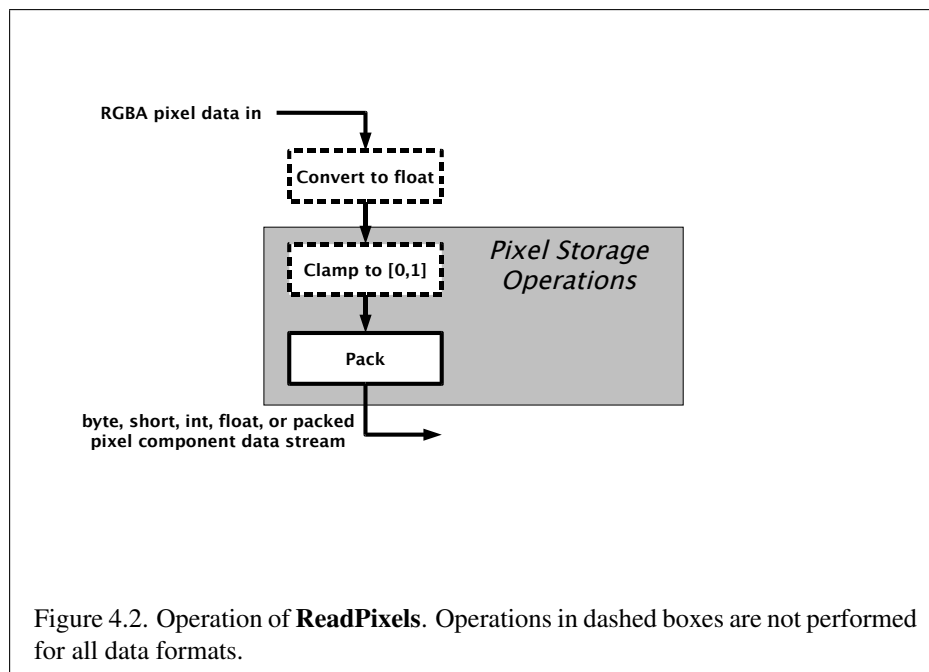 RGBA pixel data in
Convert to float
Pixel Storage
Operations
Clamp to [0,1]
Pack
byte, short, int, float, or packed
pixel component data stream
Figure 4.2. Operation of ReadPixels. Operations in dashed boxes are not performed
for all data formats.